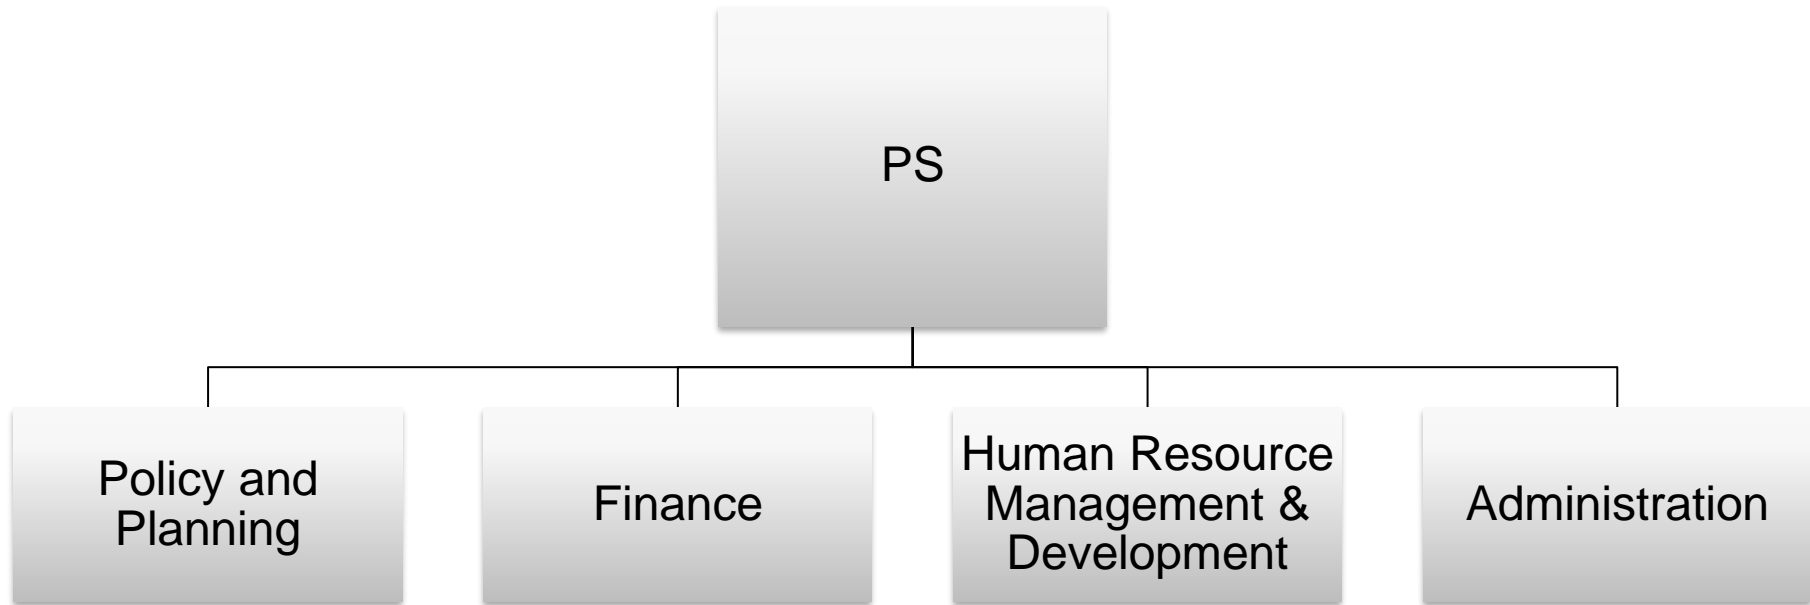 PS
Policy and
Planning
Finance
Human Resource
Management &
Development
Administration